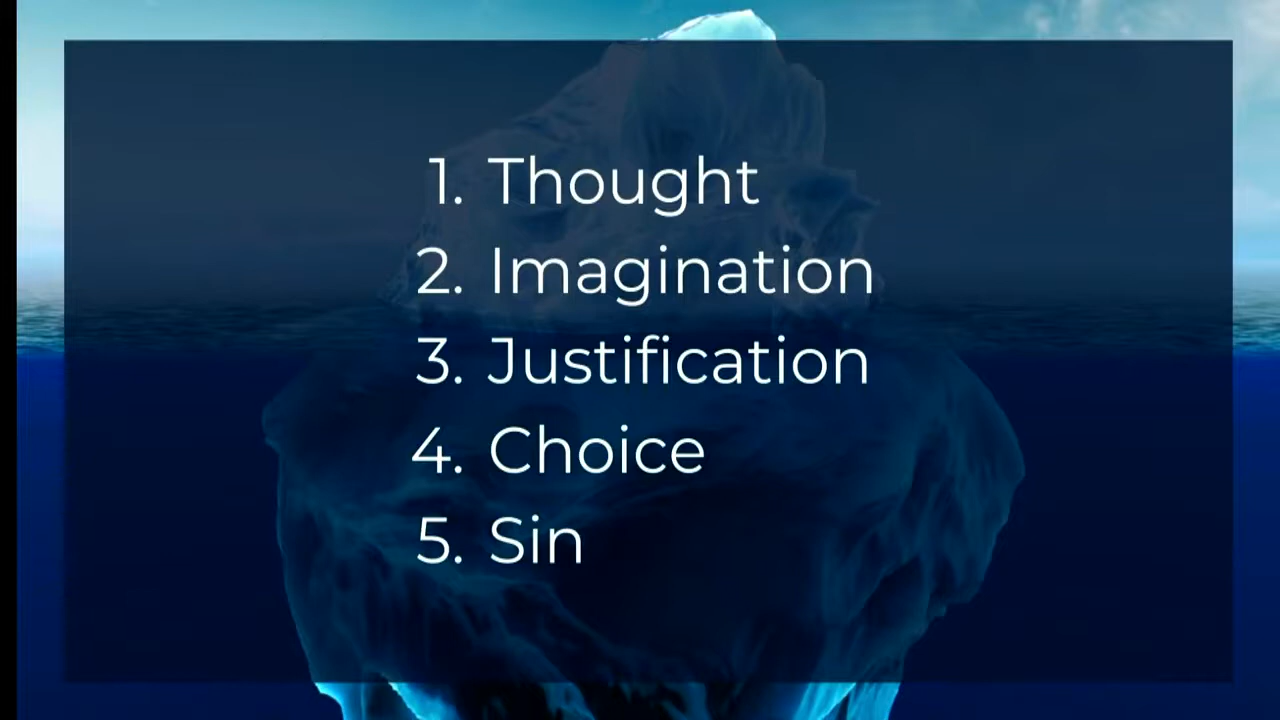 1. Thought
2. Imagination
3. Justification
4. Choice
5. Sin